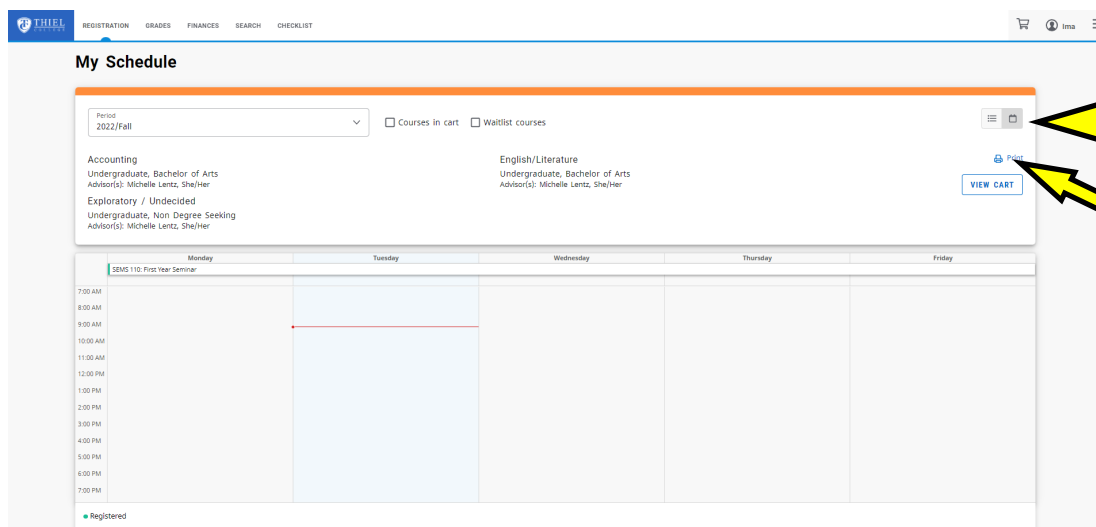 THIEL
COLLEGE
REGISTRATION GRADES FINANCES SEARCH CHECKLIST
Ima
My Schedule
Period
2022/Fall
Courses in cart
Waitlist courses
Accounting
Undergraduate, Bachelor of Arts
Advisor(s): Michelle Lentz, She/Her
Exploratory / Undecided
Undergraduate, Non Degree Seeking
Advisor(s): Michelle Lentz, She/Her
English/Literature
Undergraduate, Bachelor of Arts
Advisor(s): Michelle Lentz, She/Her
Print
VIEW CART
Monday Tuesday Wednesday Thursday Friday
SEMS 110: First Year Seminar
7:00 AM
8:00 AM
9:00 AM
10:00 AM
11:00 AM
12:00 PM
1:00 PM
2:00 PM
3:00 PM
4:00 PM
5:00 PM
6:00 PM
7:00 PM
Registered